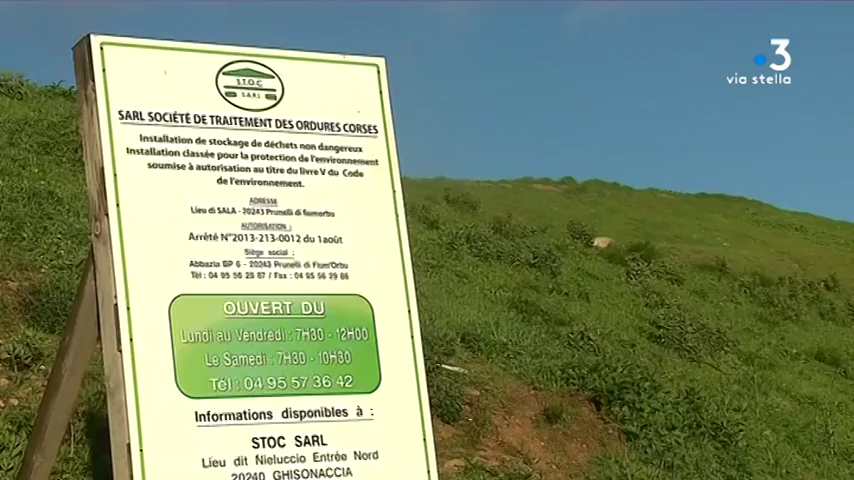 3
via stella
S.T.O.C
S.A.R.L
SARL SOCIÉTÉ DE TRAITEMENT DES ORDURES CORSES
Installation de stockage de déchets non dangereux
Installation classée pour la protection de l'environnement
soumise à autorisation au titre du livre V du Code
de l'environnement.
ADRESSE
Lieu di SALA - 20243 Prunelli di fiumorbu
AUTORISATION :
Arrêté N°2013-213-0012 du 1août
Siège social :
Abbazia BP 6 - 20243 Prunelli di Fium'Orbu
Tél : 04 95 56 28 87 / Fax : 04 95 56 29 86
OUVERT DU
Lundi au Vendredi : 7H30 - 12H00
Le Samedi : 7H30 - 10H30
Tél : 04 95 57 36 42
Informations disponibles à :
STOC SARL
Lieu dit Nieluccio Entrée Nord
20240 GHISONACCIA